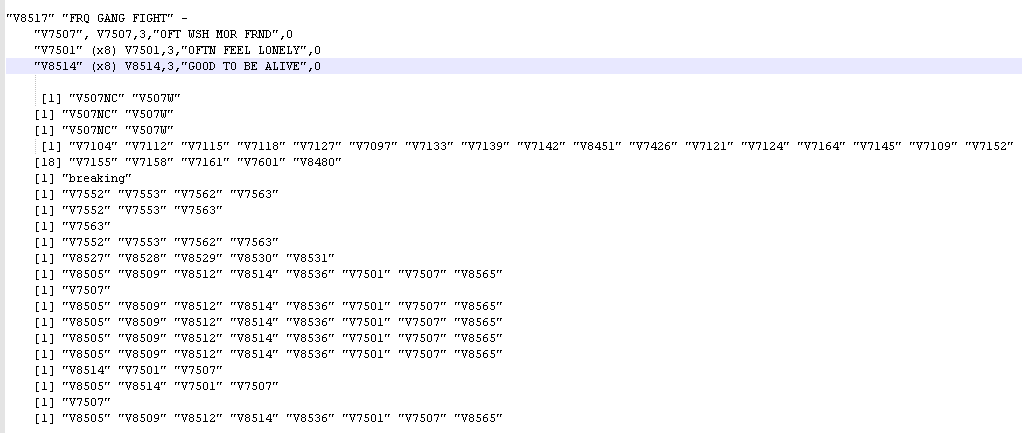 "V8517" "FRQ GANG FIGHT" -
"V7507", V7507,3,"OFT WSH MOR FRND",0
"V7501" (x8) V7501,3,"OFTN FEEL LONELY",0
"V8514" (x8) V8514,3,"GOOD TO BE ALIVE",0
[1] "V507NC" "V507W"
[1] "V507NC" "V507W"
[1] "V507NC" "V507W"
[1] "V7104" "V7112" "V7115" "V7118" "V7127" "V7097" "V7133" "V7139" "V7142" "V8451" "V7426" "V7121" "V7124" "V7164" "V7145" "V7109" "V7152"
[18] "V7155" "V7158" "V7161" "V7601" "V8480"
[1] "breaking"
[1] "V7552" "V7553" "V7562" "V7563"
[1] "V7552" "V7553" "V7563"
[1] "V7563"
[1] "V7552" "V7553" "V7562" "V7563"
[1] "V8527" "V8528" "V8529" "V8530" "V8531"
[1] "V8505" "V8509" "V8512" "V8514" "V8536" "V7501" "V7507" "V8565"
[1] "V7507"
[1] "V8505" "V8509" "V8512" "V8514" "V8536" "V7501" "V7507" "V8565"
[1] "V8505" "V8509" "V8512" "V8514" "V8536" "V7501" "V7507" "V8565"
[1] "V8505" "V8509" "V8512" "V8514" "V8536" "V7501" "V7507" "V8565"
[1] "V8505" "V8509" "V8512" "V8514" "V8536" "V7501" "V7507" "V8565"
[1] "V8514" "V7501" "V7507"
[1] "V8505" "V8514" "V7501" "V7507"
[1] "V7507"
[1] "V8505" "V8509" "V8512" "V8514" "V8536" "V7501" "V7507" "V8565"